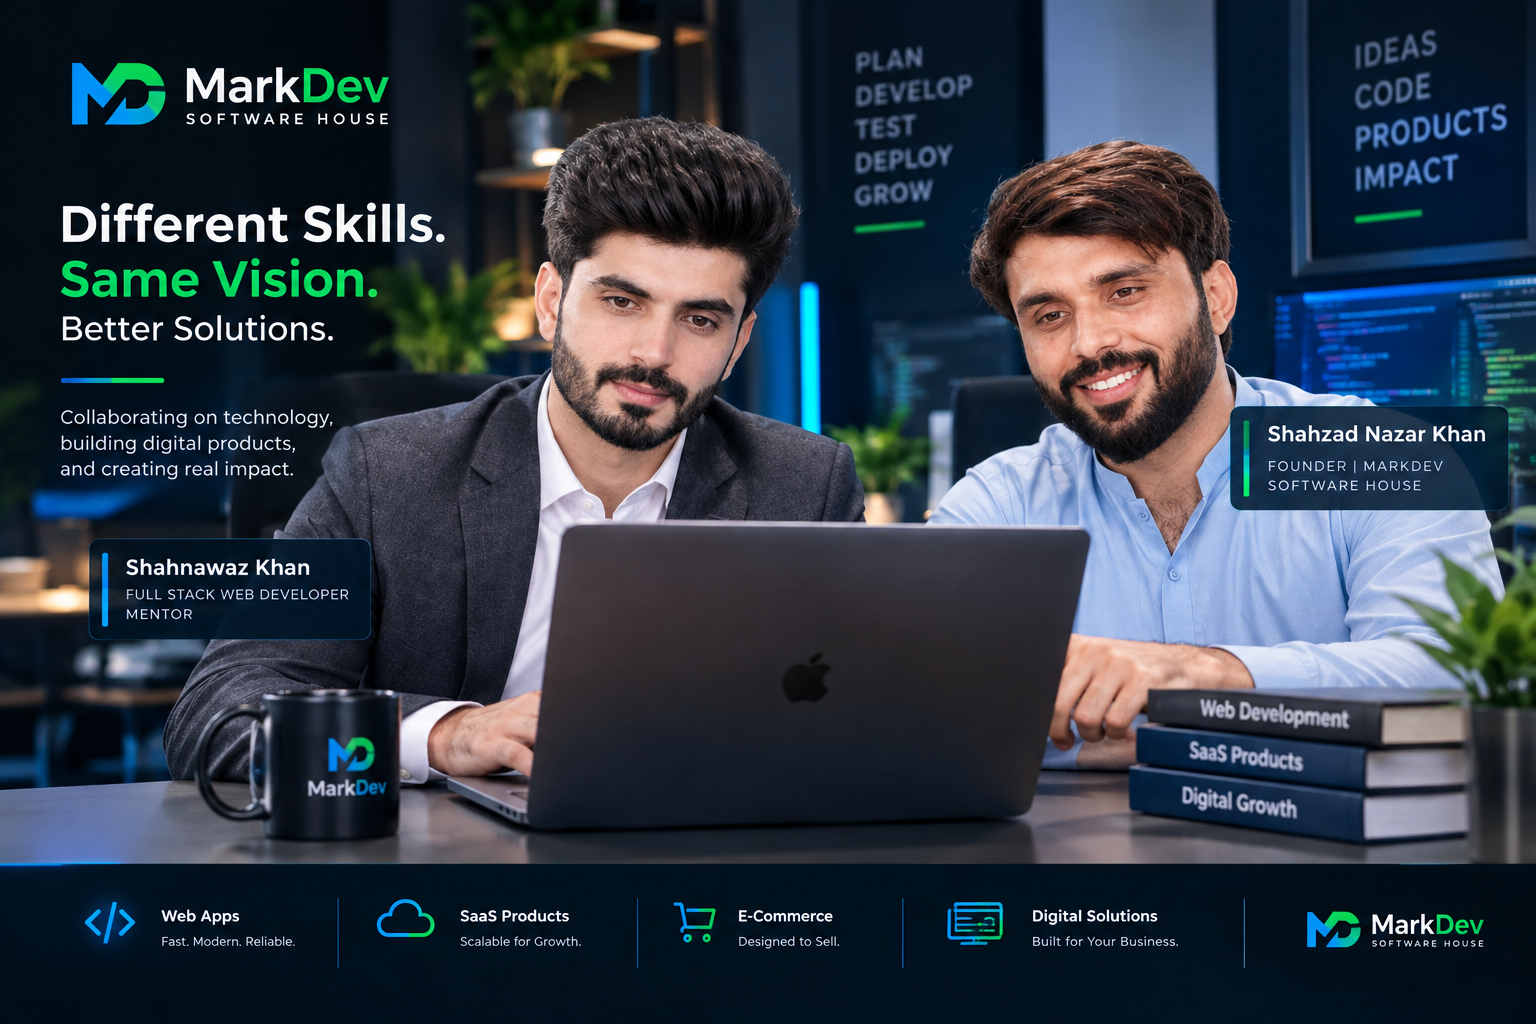 MarkDev
SOFTWARE HOUSE
Different Skills.
Same Vision.
Better Solutions.
Collaborating on technology,
building digital products,
and creating real impact.
PLAN
DEVELOP
TEST
DEPLOY
GROW
IDEAS
CODE
PRODUCTS
IMPACT
Shahzad Nazar Khan
FOUNDER | MARKDEV
SOFTWARE HOUSE
Shahnawaz Khan
FULL STACK WEB DEVELOPER
MENTOR
MarkDev
Web Development
SaaS Products
Digital Growth
Web Apps
Fast. Modern. Reliable.
SaaS Products
Scalable for Growth.
E-Commerce
Designed to Sell.
Digital Solutions
Built for Your Business.
MarkDev
SOFTWARE HOUSE